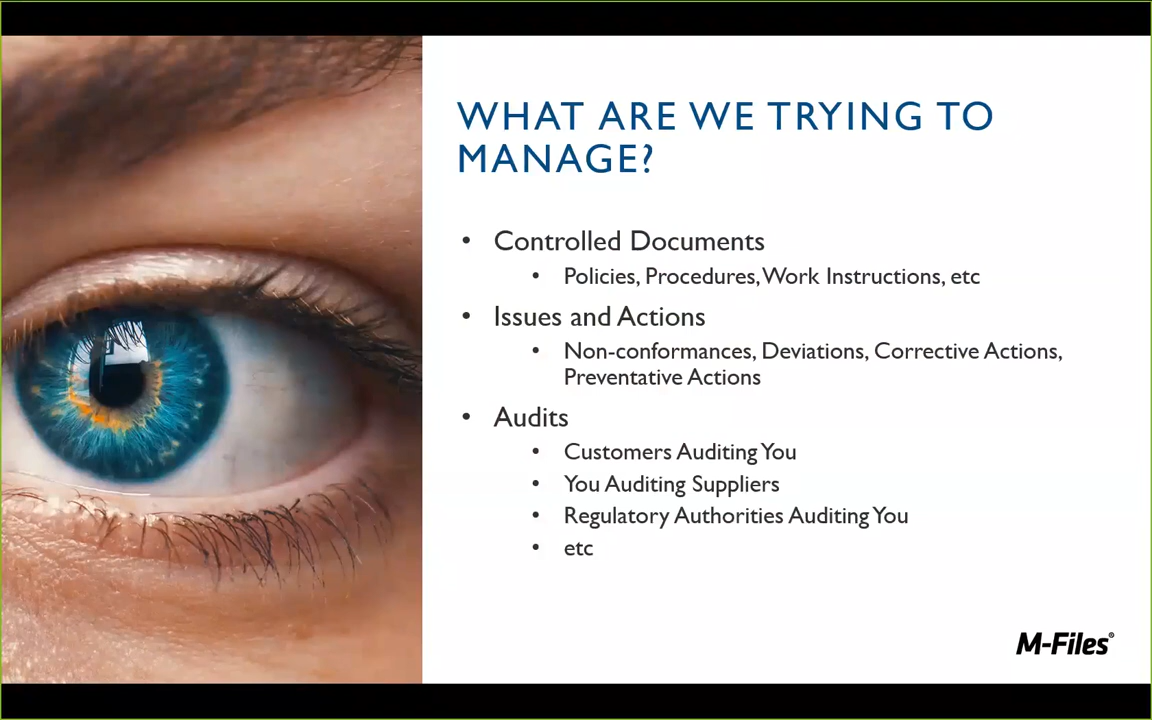 WHAT ARE WE TRYING TO
MANAGE?
• Controlled Documents
• Policies, Procedures, Work Instructions, etc
• Issues and Actions
• Non-conformances, Deviations, Corrective Actions,
Preventative Actions
• Audits
• Customers Auditing You
• You Auditing Suppliers
• Regulatory Authorities Auditing You
• etc
M-Files®